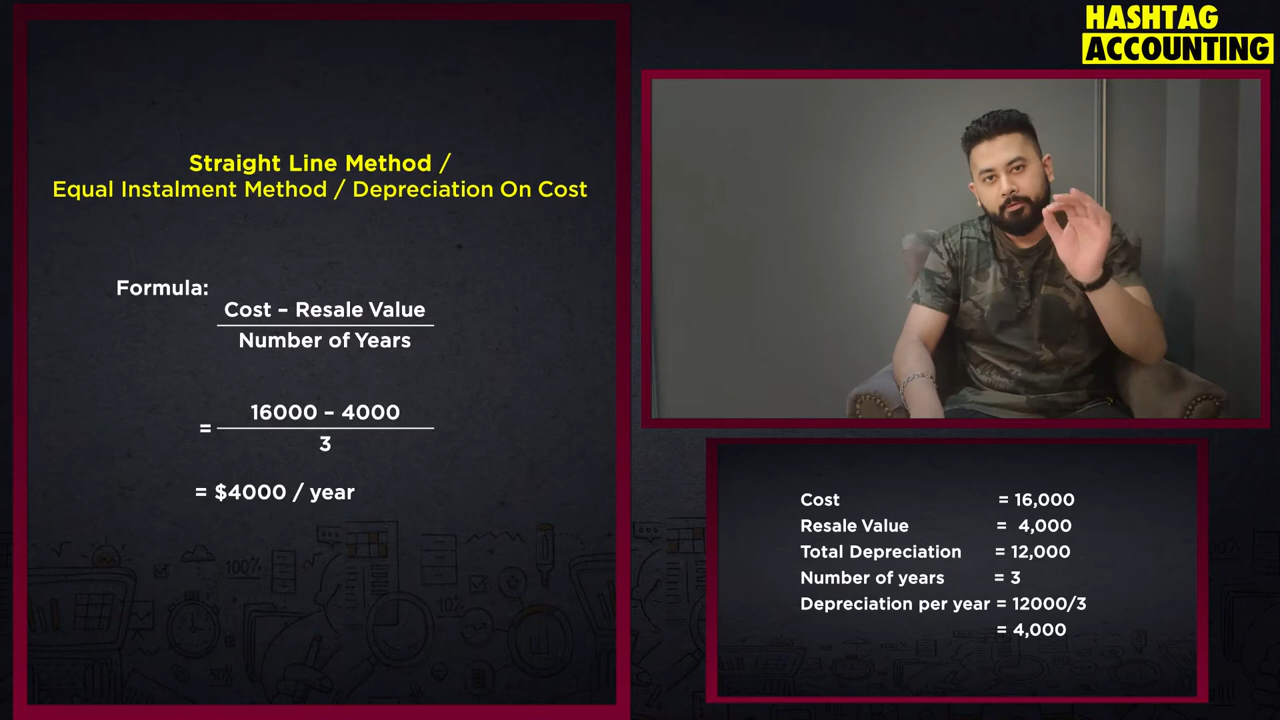 HASHTAG
ACCOUNTING
Straight Line Method /
Equal Instalment Method / Depreciation On Cost
Formula:
Cost – Resale Value
Number of Years
16000 – 4000
=
3
= $4000 / year
Cost = 16,000
Resale Value = 4,000
Total Depreciation = 12,000
Number of years = 3
Depreciation per year = 12000/3
= 4,000
100%
10%